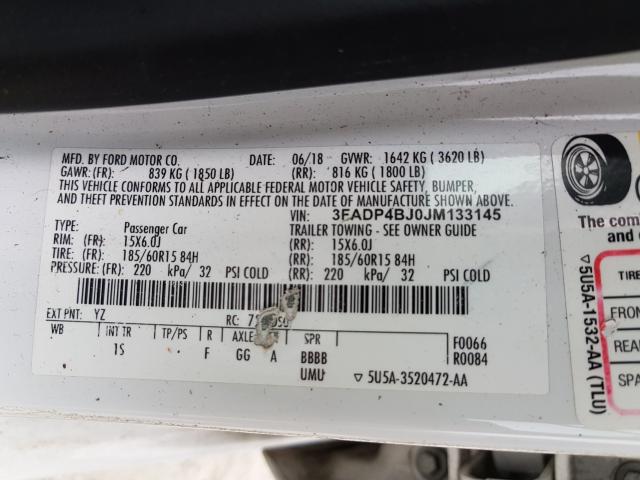 MFD. BY FORD MOTOR CO. DATE: 06/18 GVWR: 1642 KG ( 3620 LB)
GAWR:(FR): 839 KG ( 1850 LB) (RR): 816 KG ( 1800 LB)
THIS VEHICLE CONFORMS TO ALL APPLICABLE FEDERAL MOTOR VEHICLE SAFETY, BUMPER,
AND THEFT PREVENTION STANDARDS IN EFFECT ON THE DATE OF MANUFACTURE SHOWN ABOVE.
VIN: 3FADP4BJ0JM133145
TYPE: Passenger Car TRAILER TOWING - SEE OWNER GUIDE
RIM: (FR) 15X6.0J (RR): 15X6.0J
TIRE: (FR) 185/60R15 84H (RR): 185/60R15 84H
PRESSURE: (FR) 220 kPa/ 32 PSI COLD (RR): 220 kPa/ 32 PSI COLD
EXT PNT: YZ RC: 7
WB INT TR TP/PS R AXLE SPR F0066
1S F GG A BBBB R0084
UMU ▽ 5U5A-3520472-AA
The com
TIRE
FRON
REAR
SPA
▽5U5A-1532-AA (TLU)